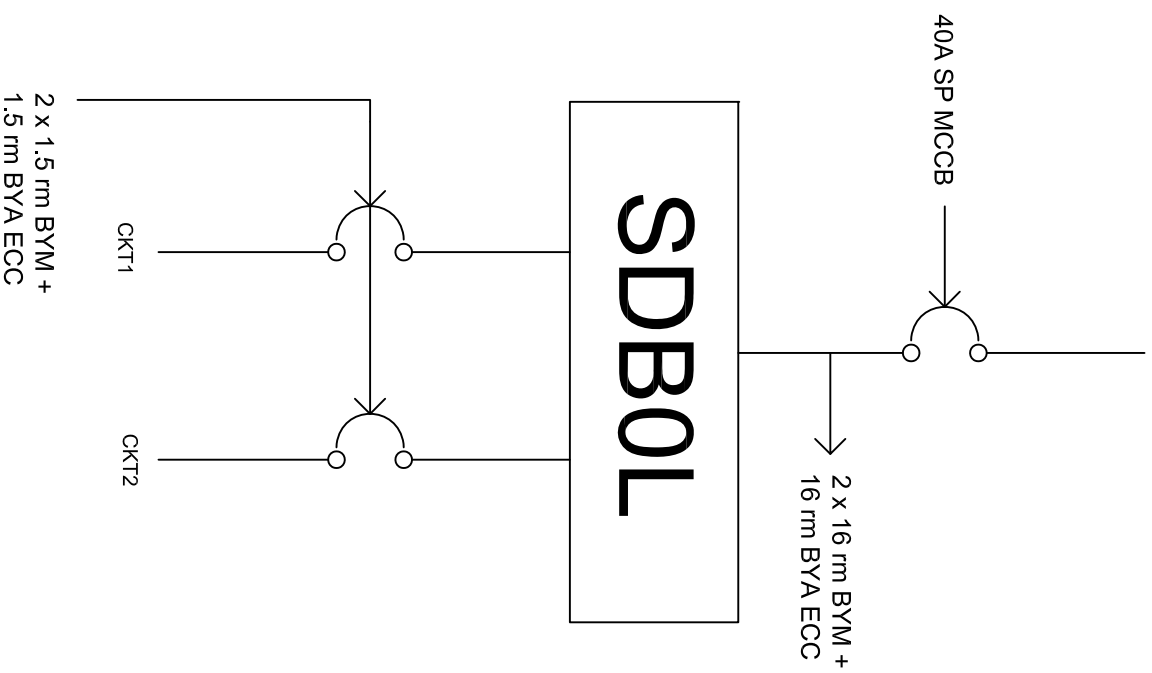 40A SP MCCB
2 x 16 rm BYM +
16 rm BYA ECC
SDB0L
CKT1
CKT2
2 x 1.5 rm BYM +
1.5 rm BYA ECC